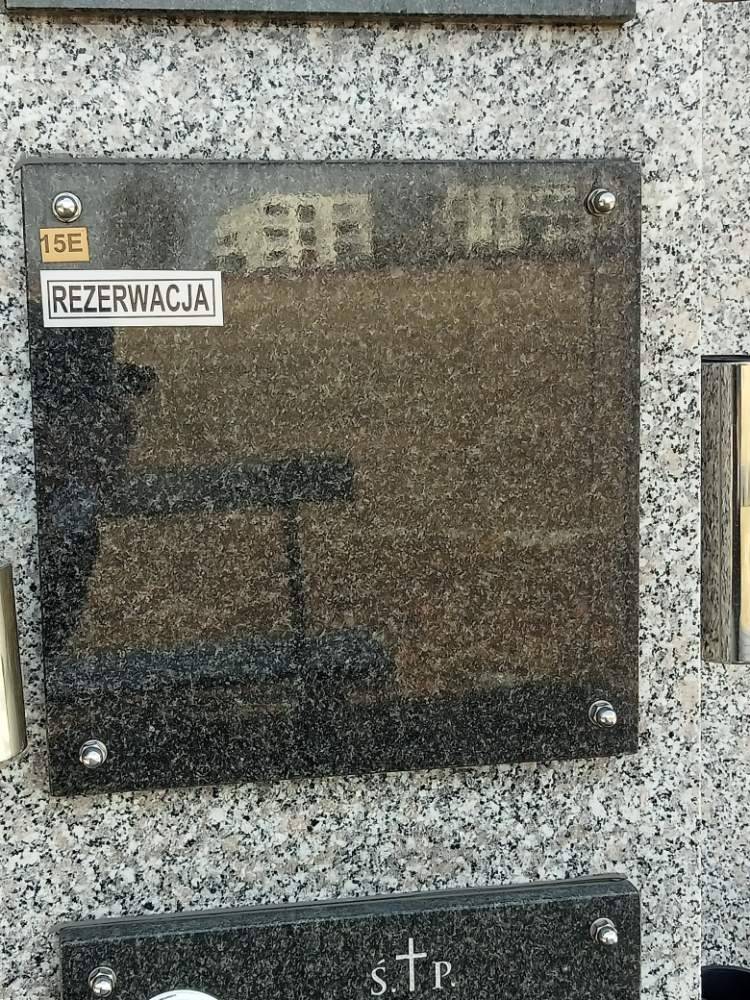 15E
REZERWACJA
Ś. P.